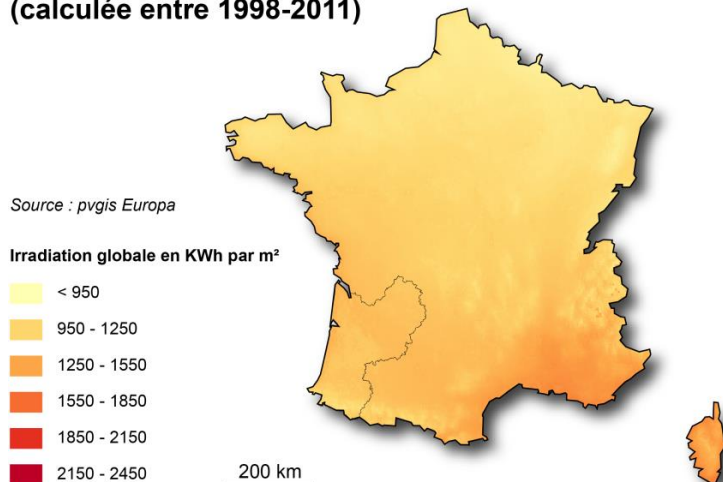 (calculée entre 1998-2011)
Source : pvgis Europa
Irradiation globale en KWh par m²
< 950
950 - 1250
1250 - 1550
1550 - 1850
1850 - 2150
2150 - 2450
200 km